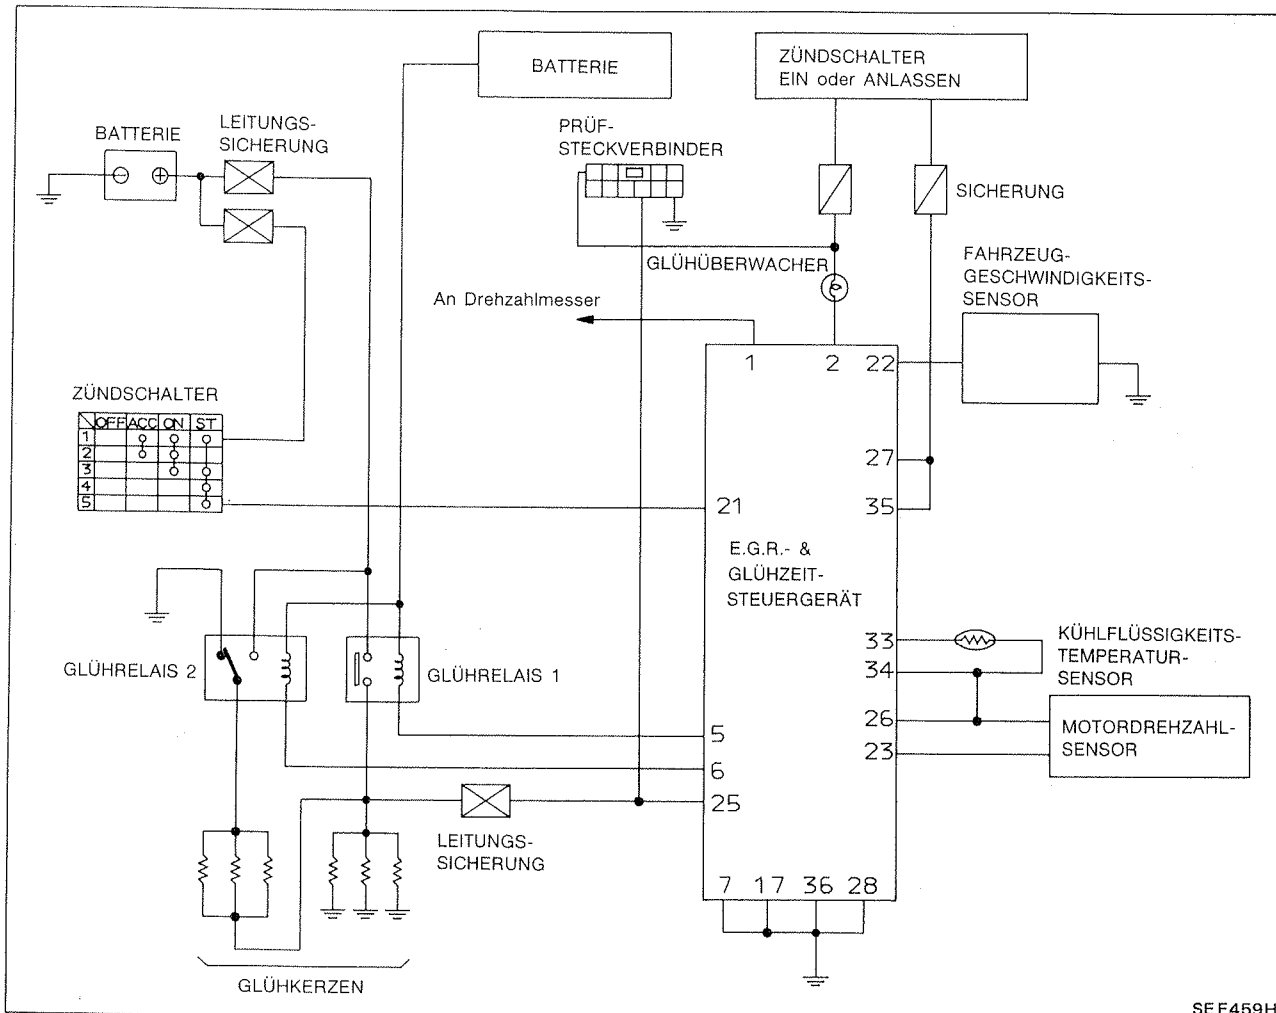 BATTERIE
ZÜNDSCHALTER
EIN oder ANLASSEN
BATTERIE
LEITUNGS-
SICHERUNG
PRÜF-
STECKVERBINDER
SICHERUNG
GLÜHÜBERWACHER
FAHRZEUG-
GESCHWINDIGKEITS-
SENSOR
An Drehzahlmesser
1
2
22
ZÜNDSCHALTER
OFF ACC ON ST
1
2
3
4
5
27
35
21
E.G.R.- &
GLÜHZEIT-
STEUERGERÄT
33
34
26
23
KÜHLFLÜSSIGKEITS-
TEMPERATUR-
SENSOR
MOTORDREHZAHL-
SENSOR
GLÜHRELAIS 2
GLÜHRELAIS 1
5
6
25
LEITUNGS-
SICHERUNG
7 17 36 28
GLÜHKERZEN
SEF459H